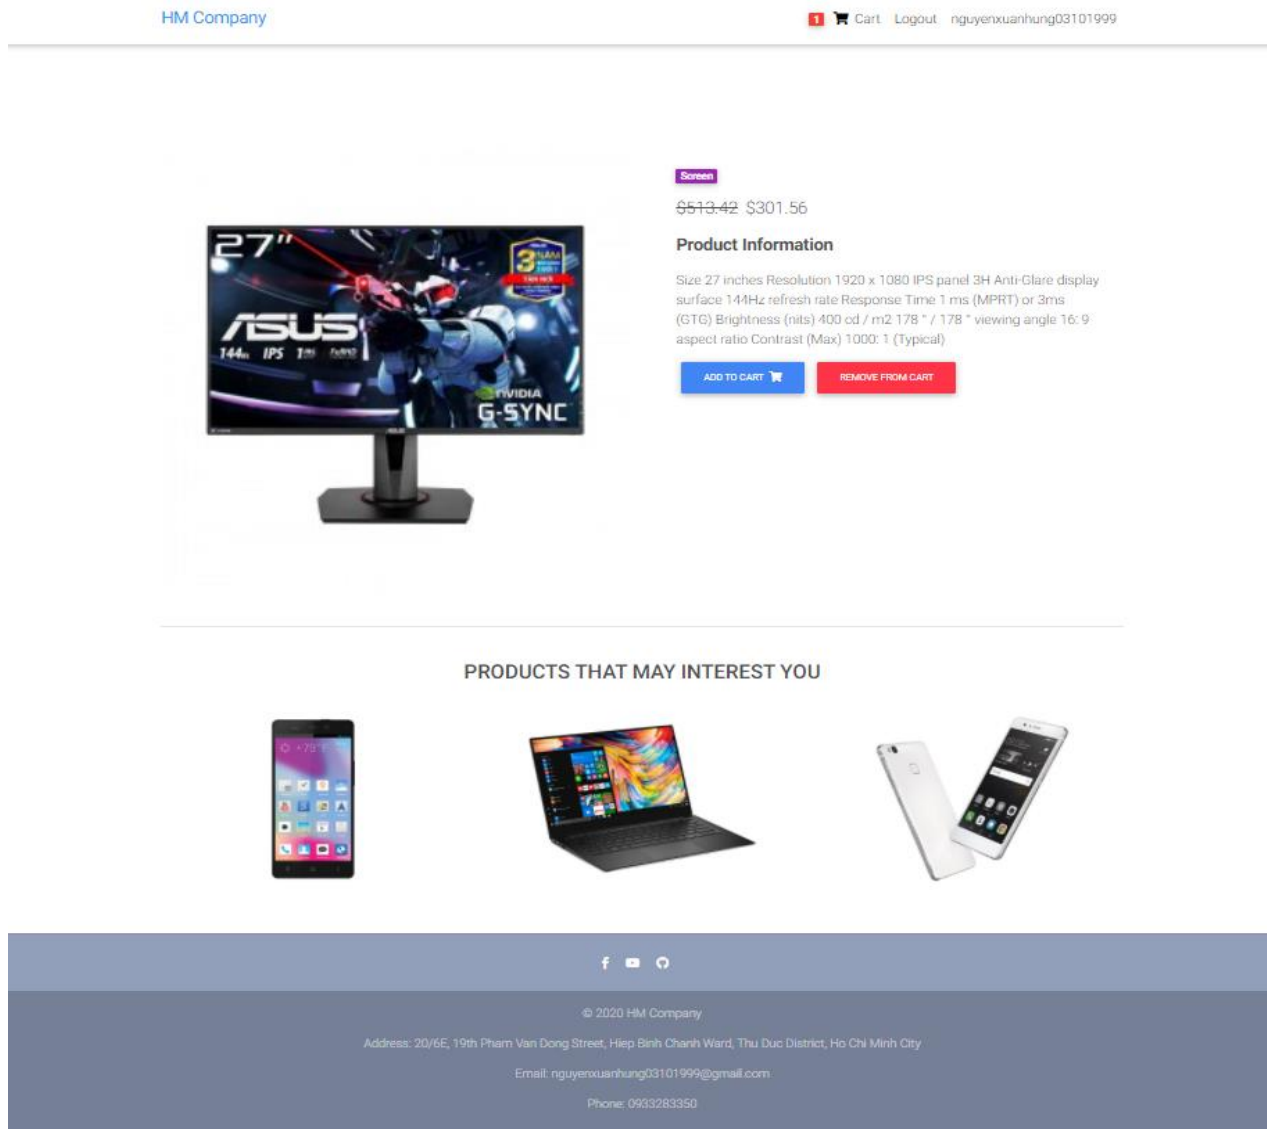 HM Company
1 Cart Logout nguyenxuanhung03101999
Screen
$513.42 $301.56
Product Information
Size 27 inches Resolution 1920 x 1080 IPS panel 3H Anti-Glare display
surface 144Hz refresh rate Response Time 1 ms (MPRT) or 3ms
(GTG) Brightness (nits) 400 cd / m2 178 ° / 178 ° viewing angle 16: 9
aspect ratio Contrast (Max) 1000: 1 (Typical)
ADD TO CART
REMOVE FROM CART
27"
3 NĂM
ASUS
144Hz IPS 1ms
NVIDIA
G-SYNC
PRODUCTS THAT MAY INTEREST YOU
© 2020 HM Company
Address: 20/6E, 19th Pham Van Dong Street, Hiep Binh Chanh Ward, Thu Duc District, Ho Chi Minh City
Email: nguyenxuanhung03101999@gmail.com
Phone: 0933283350